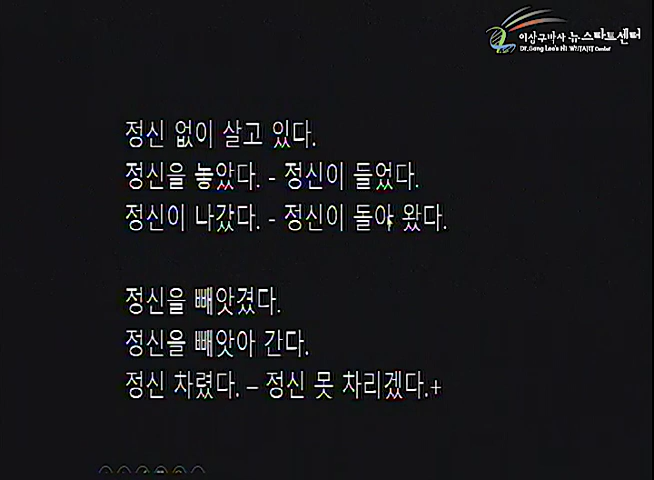 이상구박사 뉴스타트센터
Dr. Sang Lee's NEWSTART Center
정신 없이 살고 있다.
정신을 놓았다. - 정신이 들었다.
정신이 나갔다. - 정신이 돌아 왔다.
정신을 빼앗겼다.
정신을 빼앗아 간다.
정신 차렸다. – 정신 못 차리겠다.+